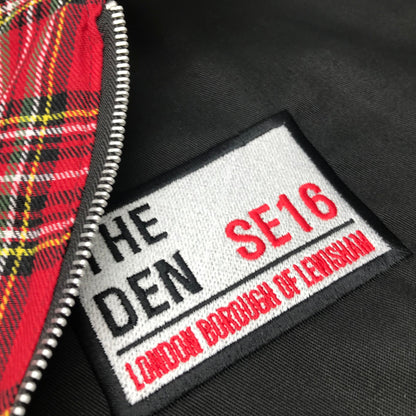 THE
DEN SE16
LONDON BOROUGH OF LEWISHAM